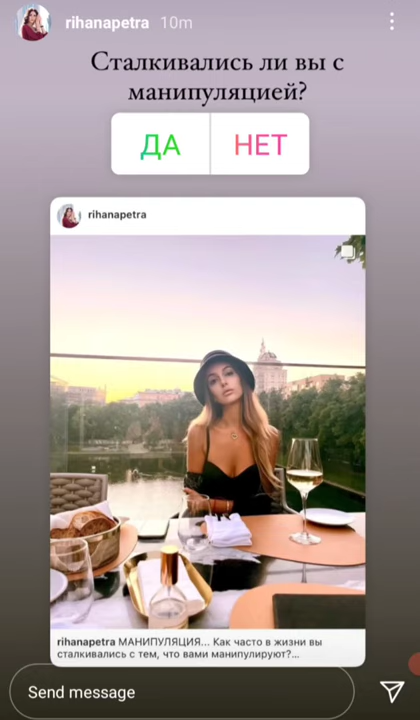 rihanapetra 10m
Сталкивались ли вы с
манипуляцией?
ДА НЕТ
rihanapetra
rihanapetra МАНИПУЛЯЦИЯ... Как часто в жизни вы
сталкивались с тем, что вами манипулируют?...
Send message